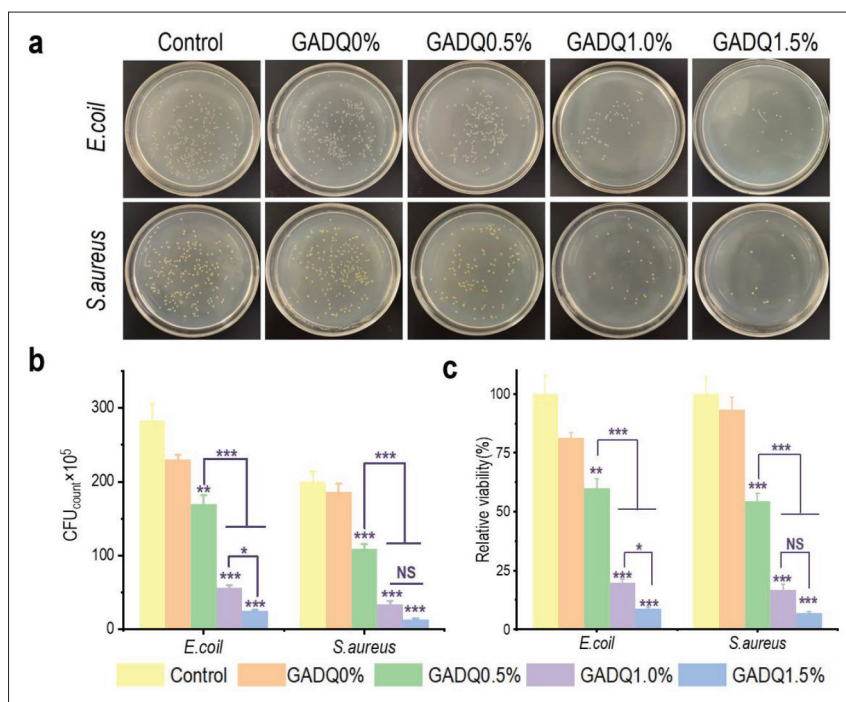 a
Control GADQ0% GADQ0.5% GADQ1.0% GADQ1.5%
E.coil
S.aureus
b
CFUcount×10⁵
300
200
100
0
*** ***
** ***
* NS
*** *** *** ***
E.coil S.aureus
c
Relative viability(%)
100
75
50
25
0
*** ***
** ***
* NS
*** *** *** ***
E.coil S.aureus
Control GADQ0% GADQ0.5% GADQ1.0% GADQ1.5%